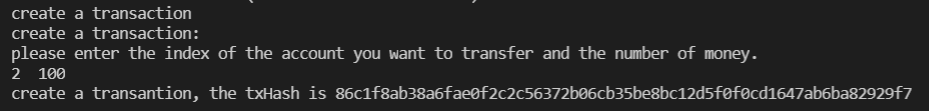 create a transaction
create a transaction:
please enter the index of the account you want to transfer and the number of money.
2  100
create a transantion, the txHash is 86c1f8ab38a6fae0f2c2c56372b06cb35be8bc12d5f0f0cd1647ab6ba82929f7